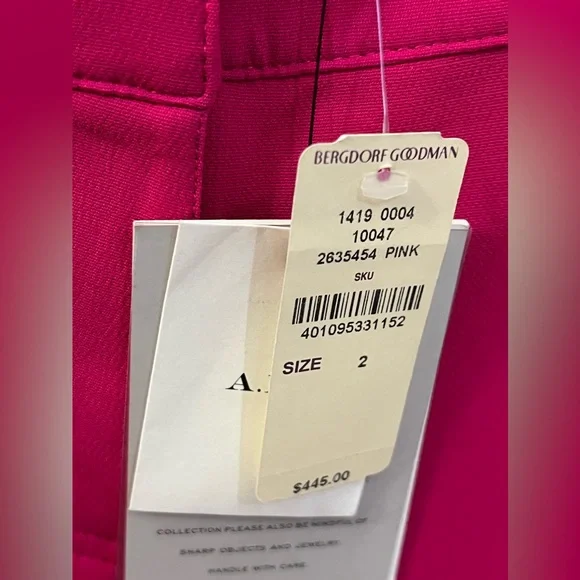 BERGDORF GOODMAN
1419 0004
10047
2635454 PINK
SKU
401095331152
SIZE 2
$445.00
A.
COLLECTION PLEASE ALSO BE MINDFUL OF
SHARP OBJECTS AND JEWELRY.
HANDLE WITH CARE.